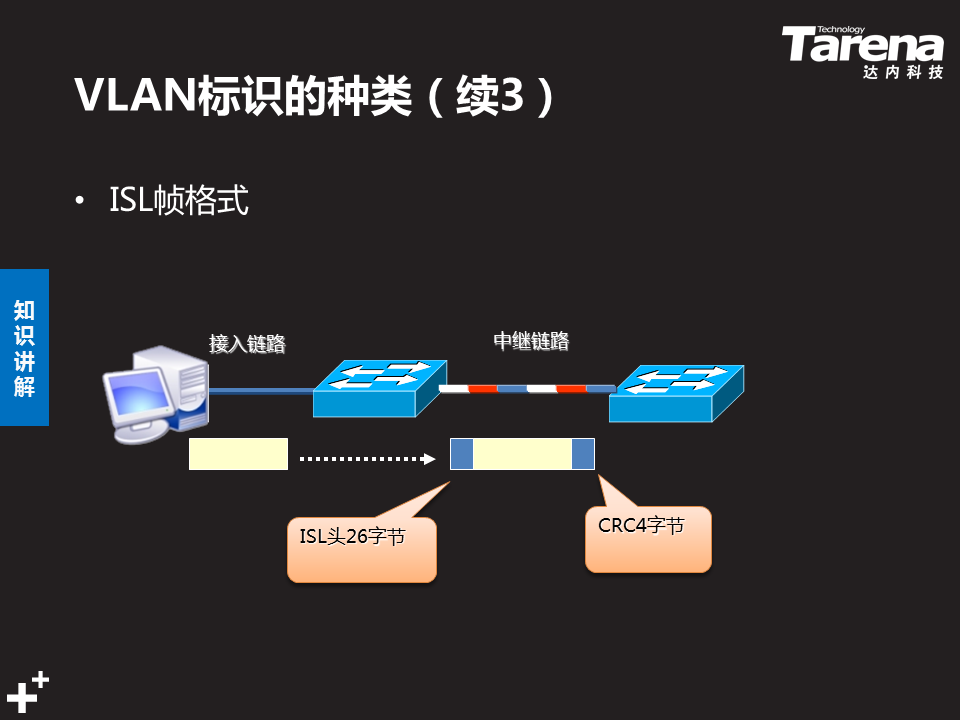 Technology
Tarena
达内科技
VLAN标识的种类（续3）
• ISL帧格式
知识讲解
接入链路
中继链路
ISL头26字节
CRC4字节